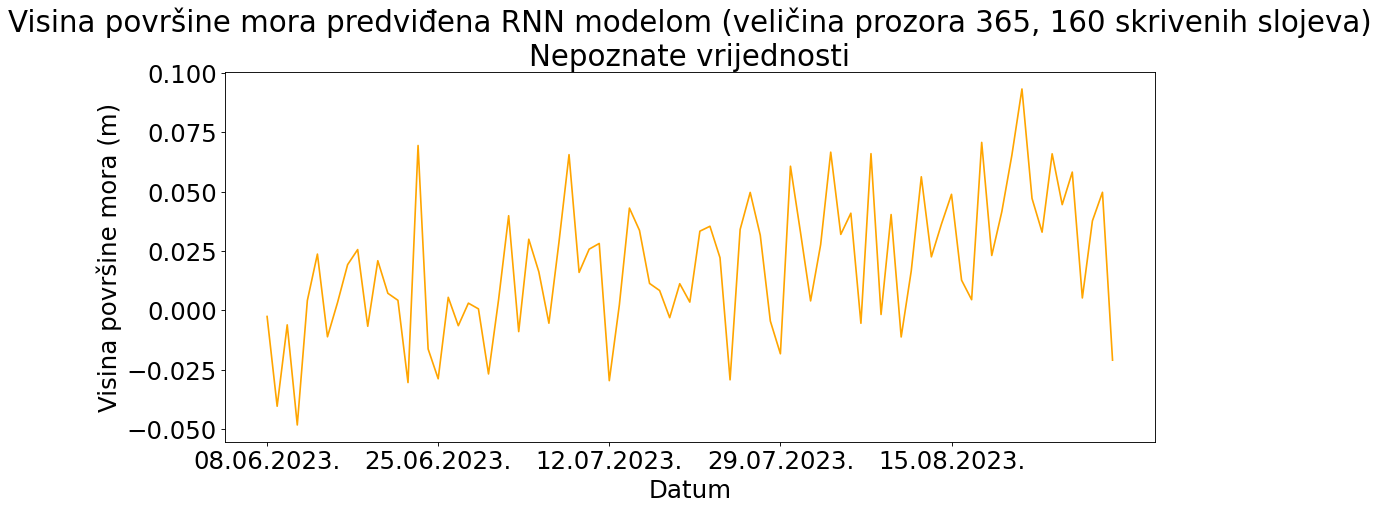 Visina površine mora predviđena RNN modelom (veličina prozora 365, 160 skrivenih slojeva)
Nepoznate vrijednosti
Visina površine mora (m)
0.100
0.075
0.050
0.025
0.000
−0.025
−0.050
08.06.2023. 25.06.2023. 12.07.2023. 29.07.2023. 15.08.2023.
Datum